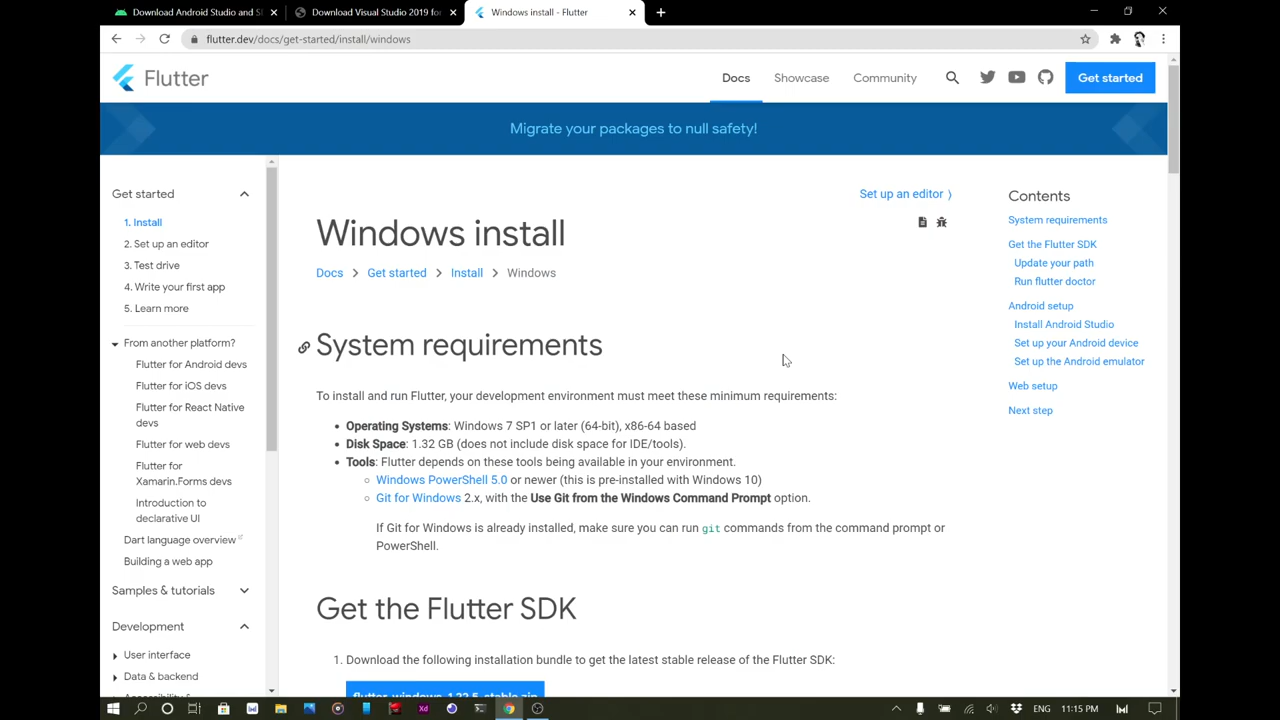 Download Android Studio and S
Download Visual Studio 2019 for
Windows install - Flutter
flutter.dev/docs/get-started/install/windows
Flutter
Docs
Showcase
Community
Get started
Migrate your packages to null safety!
Get started
1. Install
2. Set up an editor
3. Test drive
4. Write your first app
5. Learn more
From another platform?
Flutter for Android devs
Flutter for iOS devs
Flutter for React Native
devs
Flutter for web devs
Flutter for
Xamarin.Forms devs
Introduction to
declarative UI
Dart language overview
Building a web app
Samples & tutorials
Development
User interface
Data & backend
Accessibility &
Set up an editor
Windows install
Docs > Get started > Install > Windows
System requirements
To install and run Flutter, your development environment must meet these minimum requirements:
• Operating Systems: Windows 7 SP1 or later (64-bit), x86-64 based
• Disk Space: 1.32 GB (does not include disk space for IDE/tools).
• Tools: Flutter depends on these tools being available in your environment.
Windows PowerShell 5.0 or newer (this is pre-installed with Windows 10)
Git for Windows 2.x, with the Use Git from the Windows Command Prompt option.
If Git for Windows is already installed, make sure you can run git commands from the command prompt or
PowerShell.
Get the Flutter SDK
1. Download the following installation bundle to get the latest stable release of the Flutter SDK:
flutter_windows_1.22.5-stable.zip
Contents
System requirements
Get the Flutter SDK
Update your path
Run flutter doctor
Android setup
Install Android Studio
Set up your Android device
Set up the Android emulator
Web setup
Next step
Xd
ENG
11:15 PM